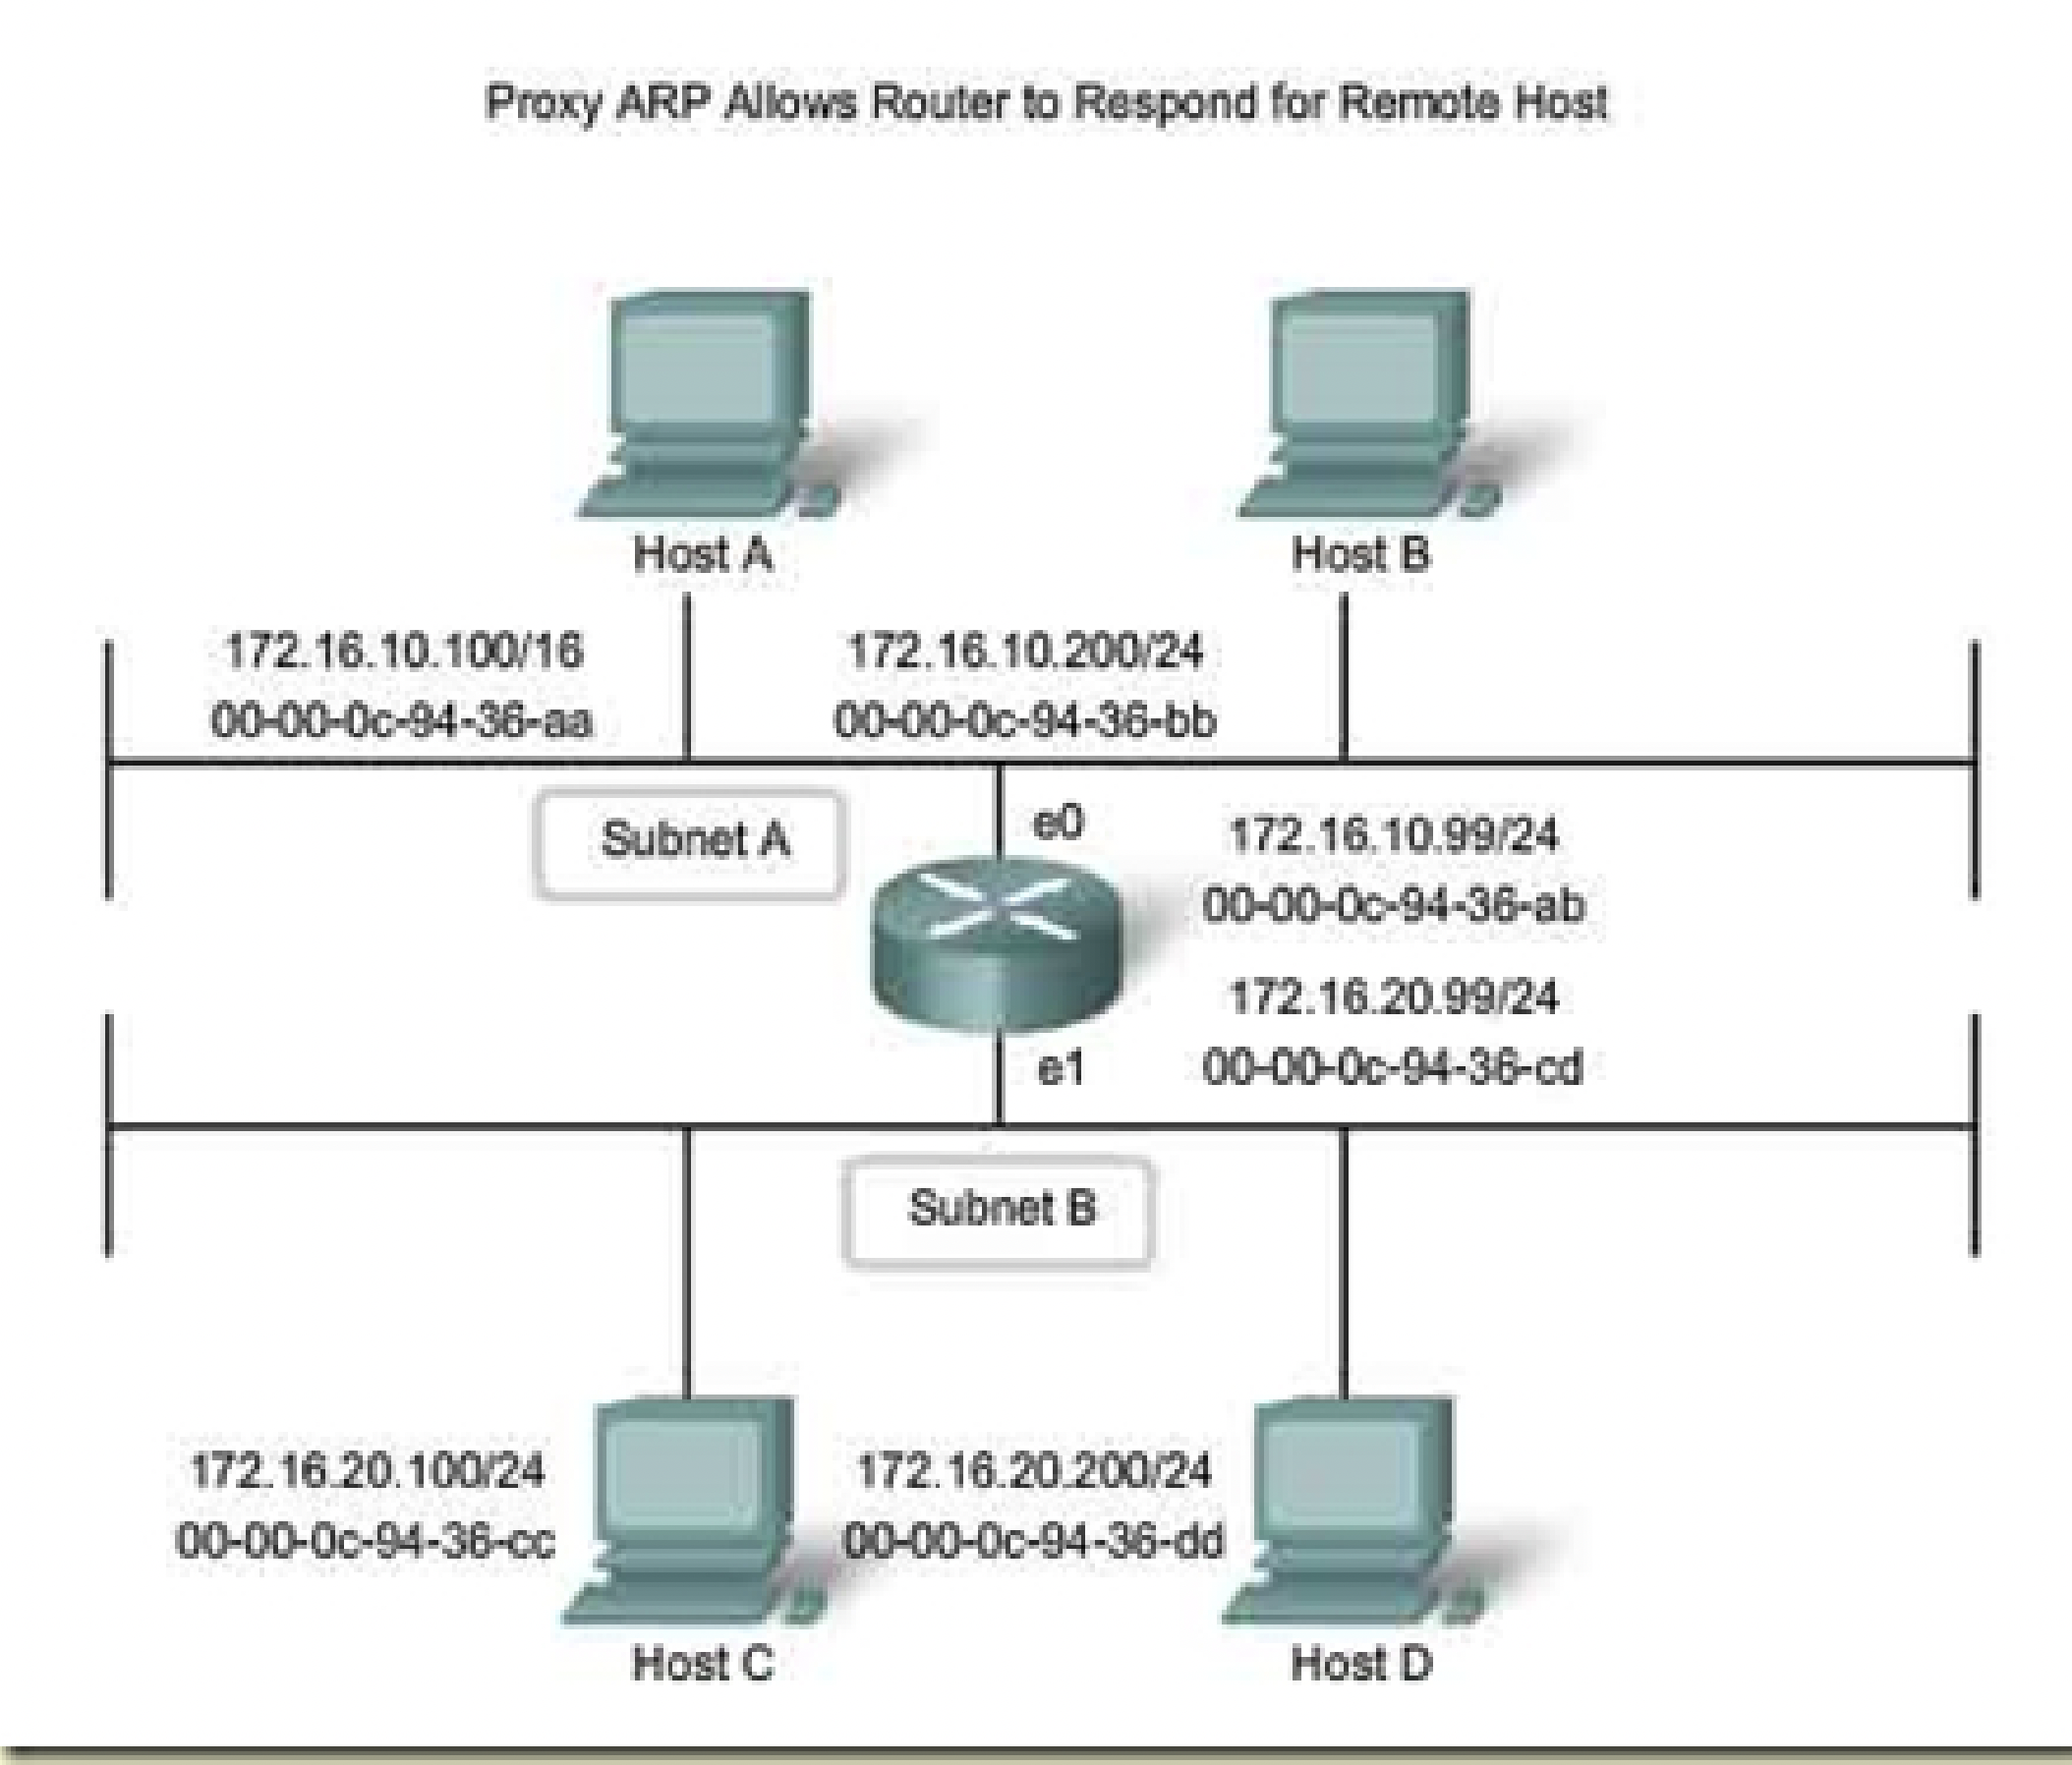 Proxy ARP Allows Router to Respond for Remote Host
Host A
Host B
172.16.10.100/16
00-00-0c-94-36-aa
172.16.10.200/24
00-00-0c-94-36-bb
Subnet A
e0
172.16.10.99/24
00-00-0c-94-36-ab
172.16.20.99/24
00-00-0c-94-36-cd
e1
Subnet B
172.16.20.100/24
00-00-0c-94-36-cc
172.16.20.200/24
00-00-0c-94-36-dd
Host C
Host D